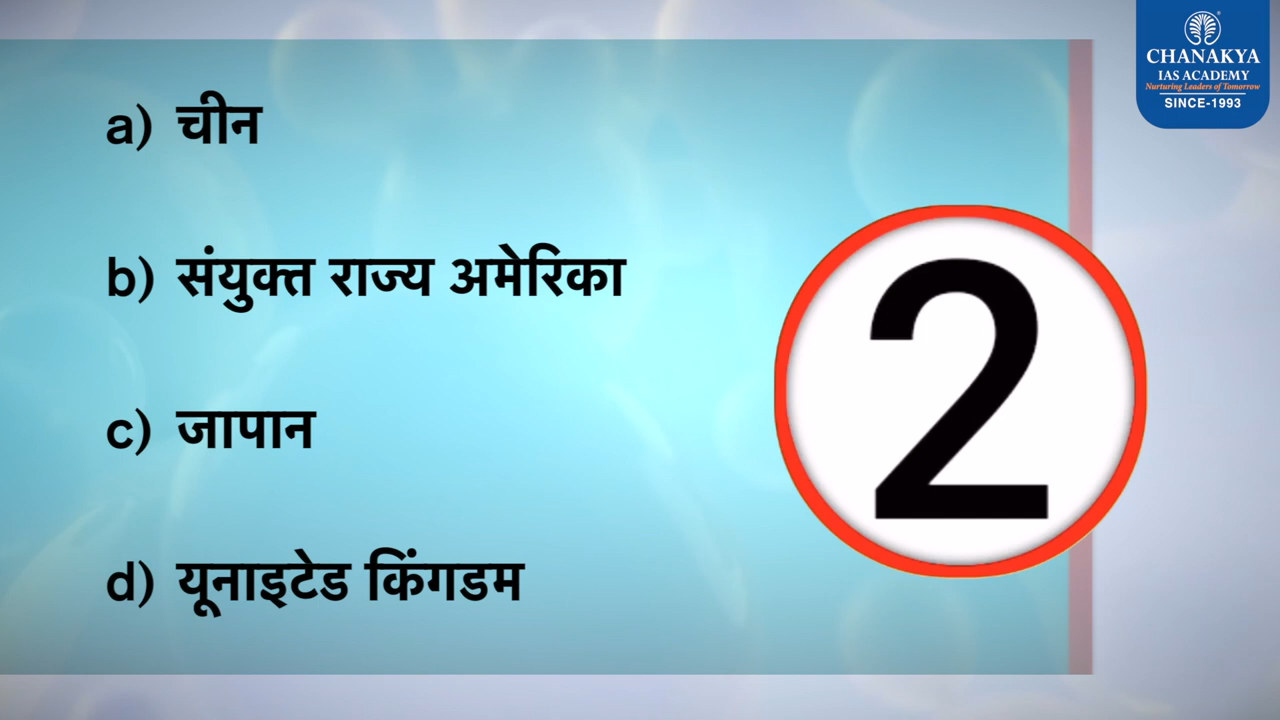 a) चीन
b) संयुक्त राज्य अमेरिका
c) जापान
d) यूनाइटेड किंगडम
2
CHANAKYA
IAS ACADEMY
Nurturing Leaders of Tomorrow
SINCE-1993